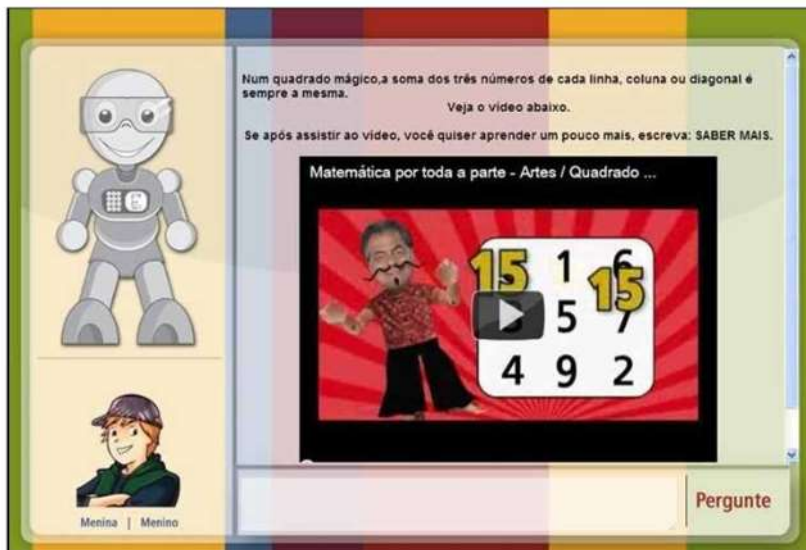 Num quadrado mágico,a soma dos três números de cada linha, coluna ou diagonal é
sempre a mesma.
Veja o vídeo abaixo.
Se após assistir ao vídeo, você quiser aprender um pouco mais, escreva: SABER MAIS.
Matemática por toda a parte - Artes / Quadrado ...
15 1 6
15
5 7
4 9 2
E
Pergunte
Menina | Menino